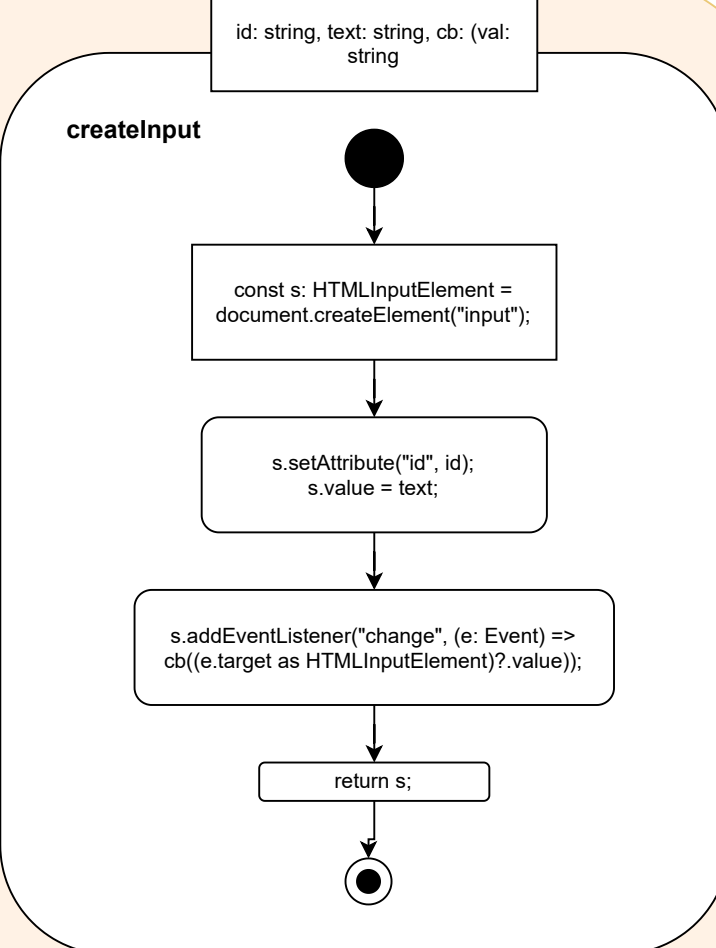 id: string, text: string, cb: (val:
string
createInput
const s: HTMLInputElement =
document.createElement("input");
s.setAttribute("id", id);
s.value = text;
s.addEventListener("change", (e: Event) =>
cb((e.target as HTMLInputElement)?.value));
return s;